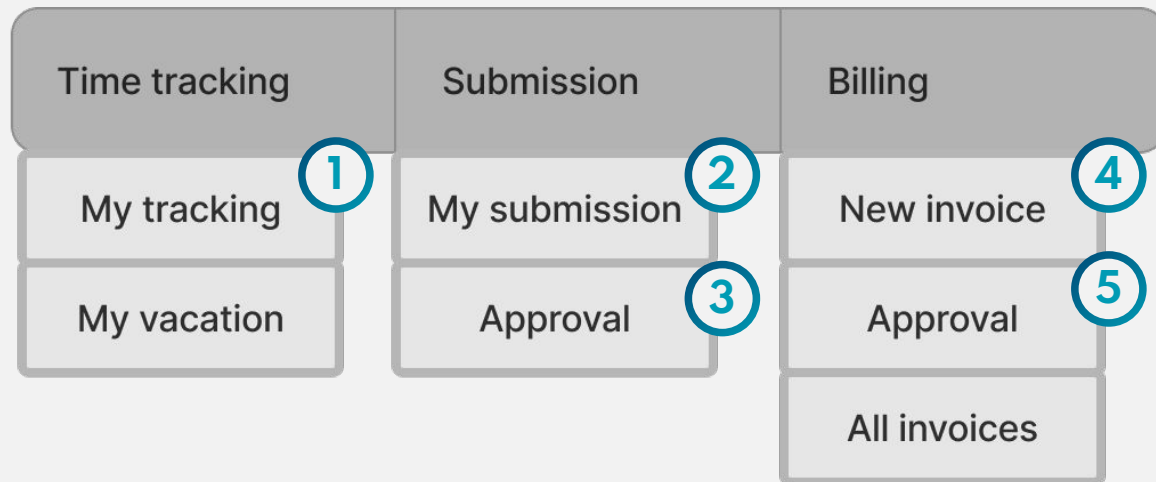 Time tracking Submission Billing
1 2 4
My tracking My submission New invoice
3 5
My vacation Approval Approval
All invoices